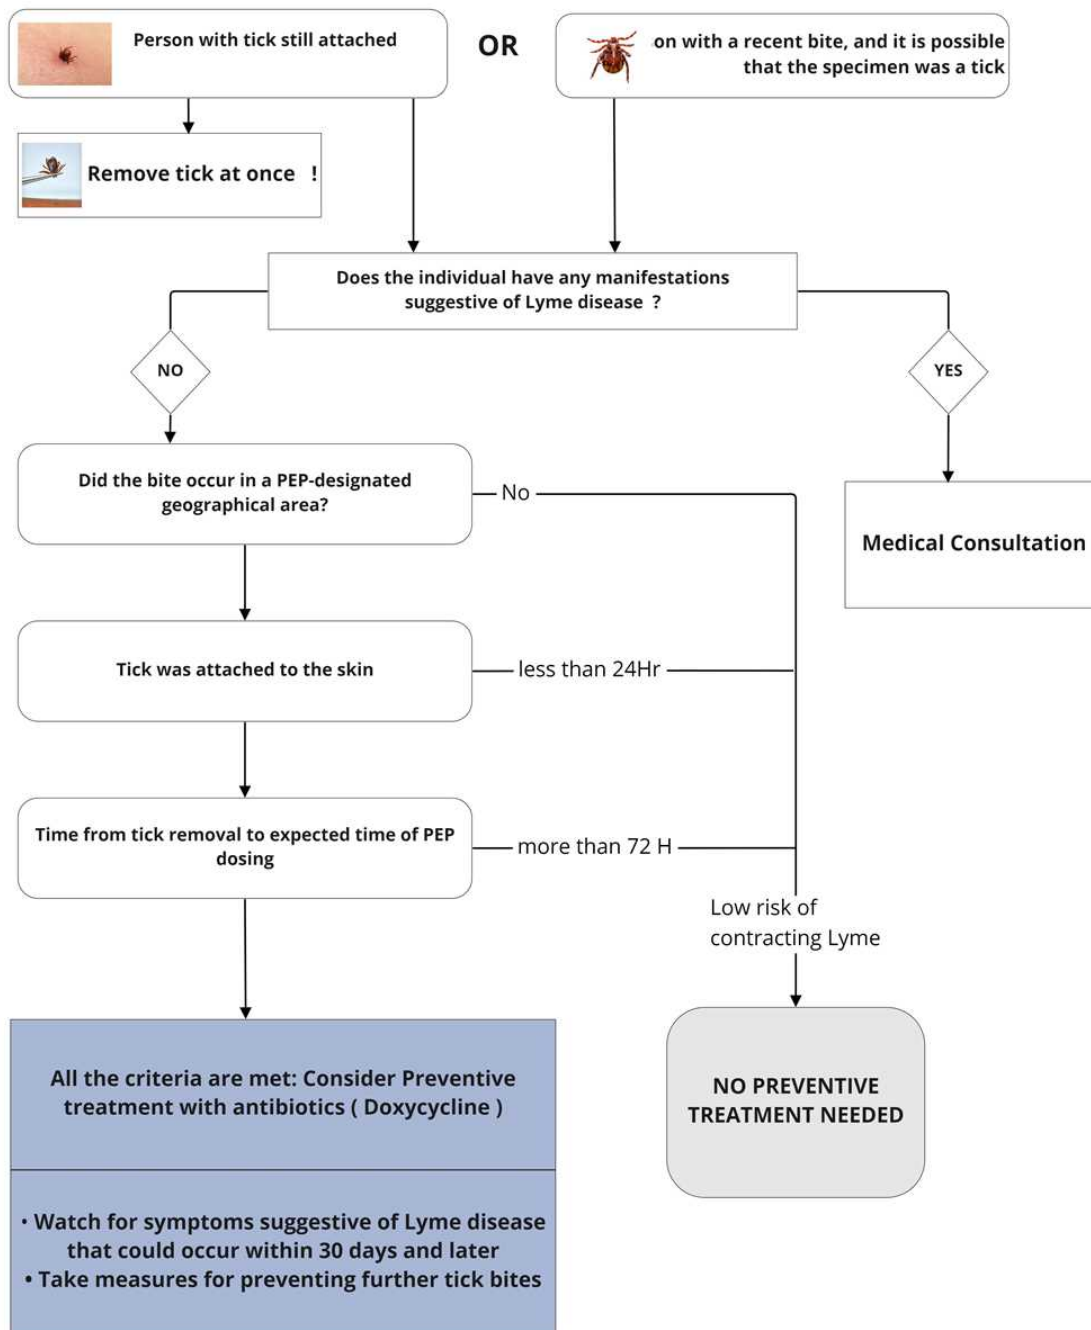 Person with tick still attached
OR
on with a recent bite, and it is possible
that the specimen was a tick
Remove tick at once !
Does the individual have any manifestations
suggestive of Lyme disease ?
NO
YES
Did the bite occur in a PEP-designated
geographical area?
No
Medical Consultation
Tick was attached to the skin
less than 24Hr
Time from tick removal to expected time of PEP
dosing
more than 72 H
Low risk of
contracting Lyme
All the criteria are met: Consider Preventive
treatment with antibiotics ( Doxycycline )
NO PREVENTIVE
TREATMENT NEEDED
• Watch for symptoms suggestive of Lyme disease
that could occur within 30 days and later
• Take measures for preventing further tick bites